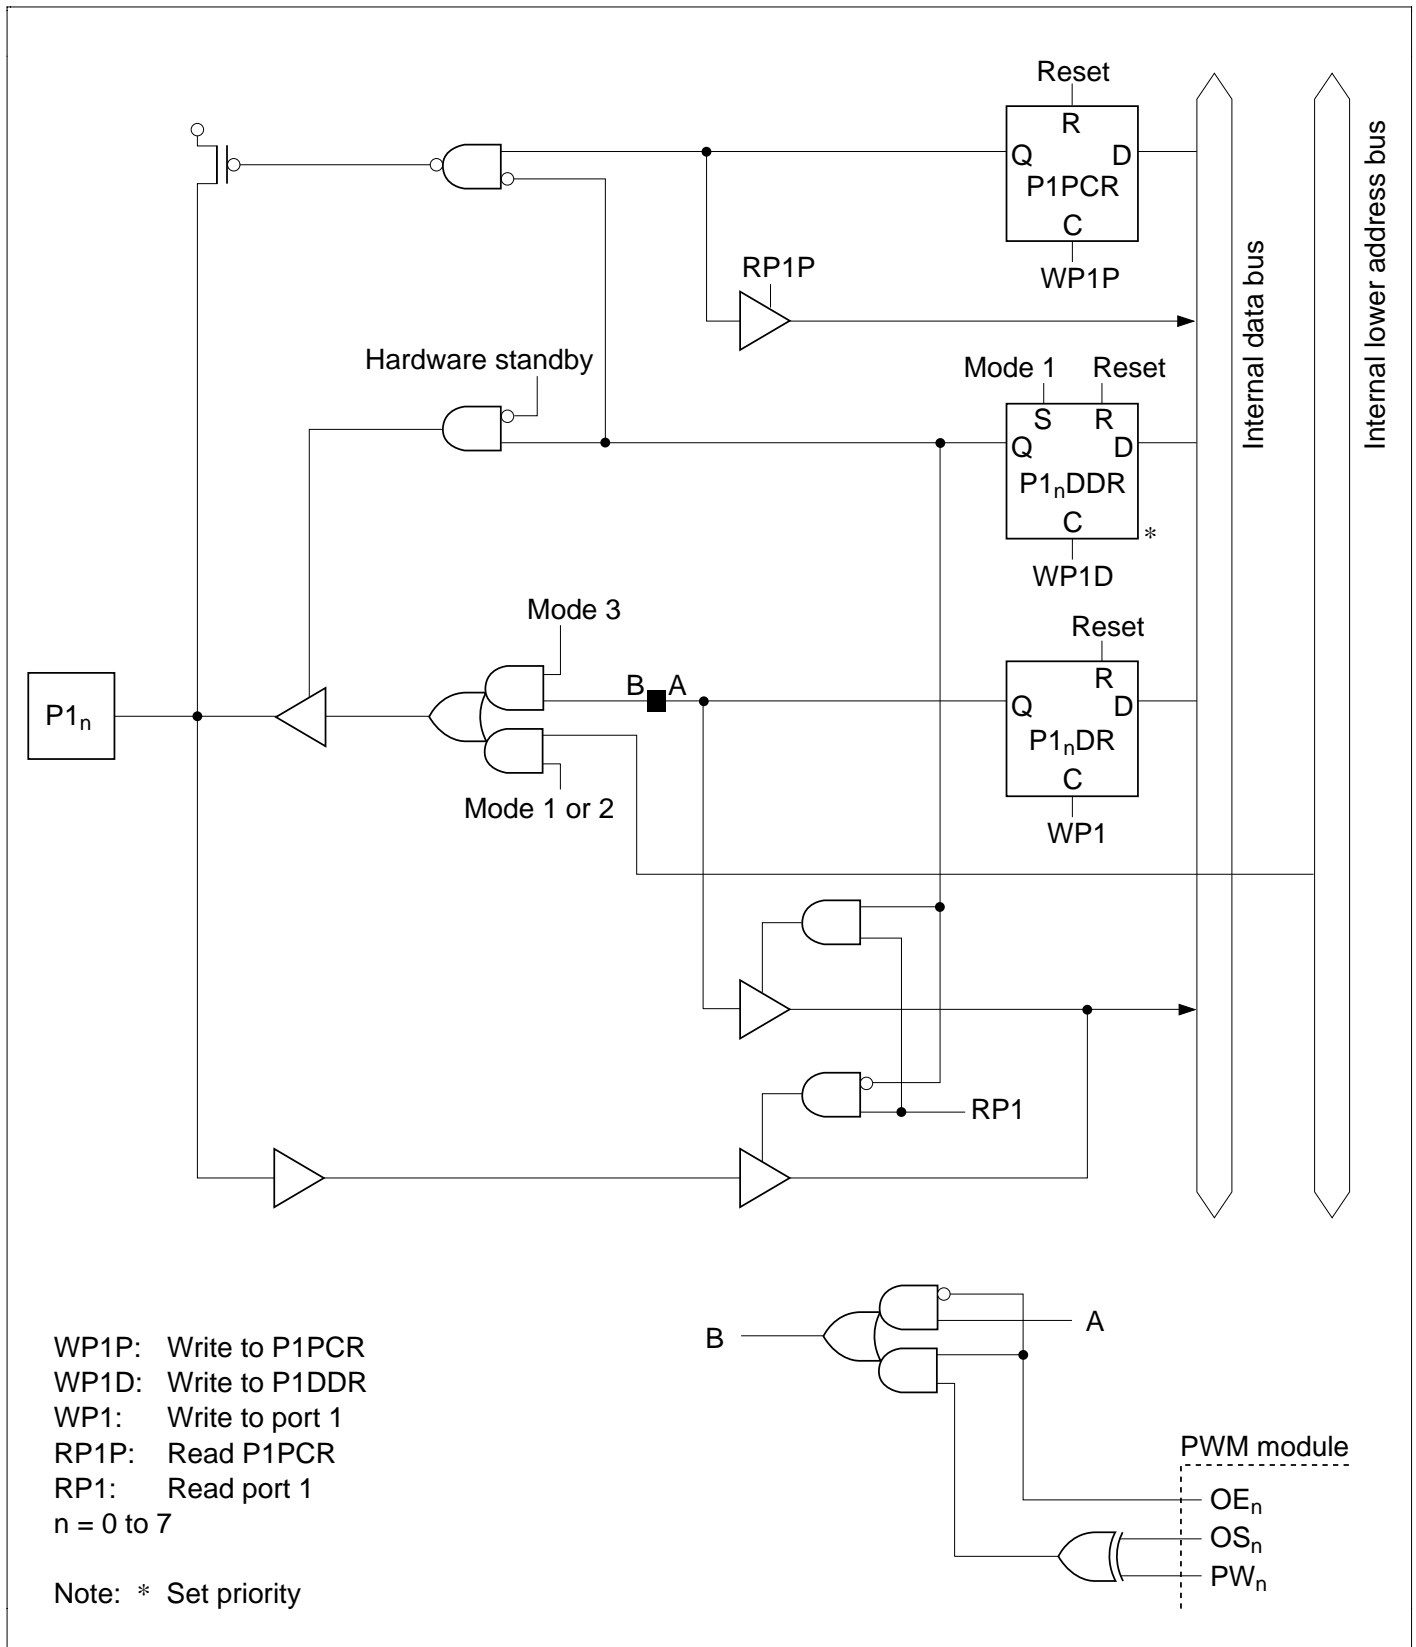 Reset
R
Q D
P1PCR
C
WP1P
RP1P
Internal data bus
Internal lower address bus
Hardware standby
Mode 1 Reset
S R
Q D
P1nDDR
C
*
WP1D
Mode 3
Reset
B A
R
Q D
P1n
P1nDR
C
Mode 1 or 2
WP1
RP1
B
A
WP1P: Write to P1PCR
WP1D: Write to P1DDR
WP1: Write to port 1
RP1P: Read P1PCR
RP1: Read port 1
n = 0 to 7
PWM module
OEn
OSn
PWn
Note: * Set priority